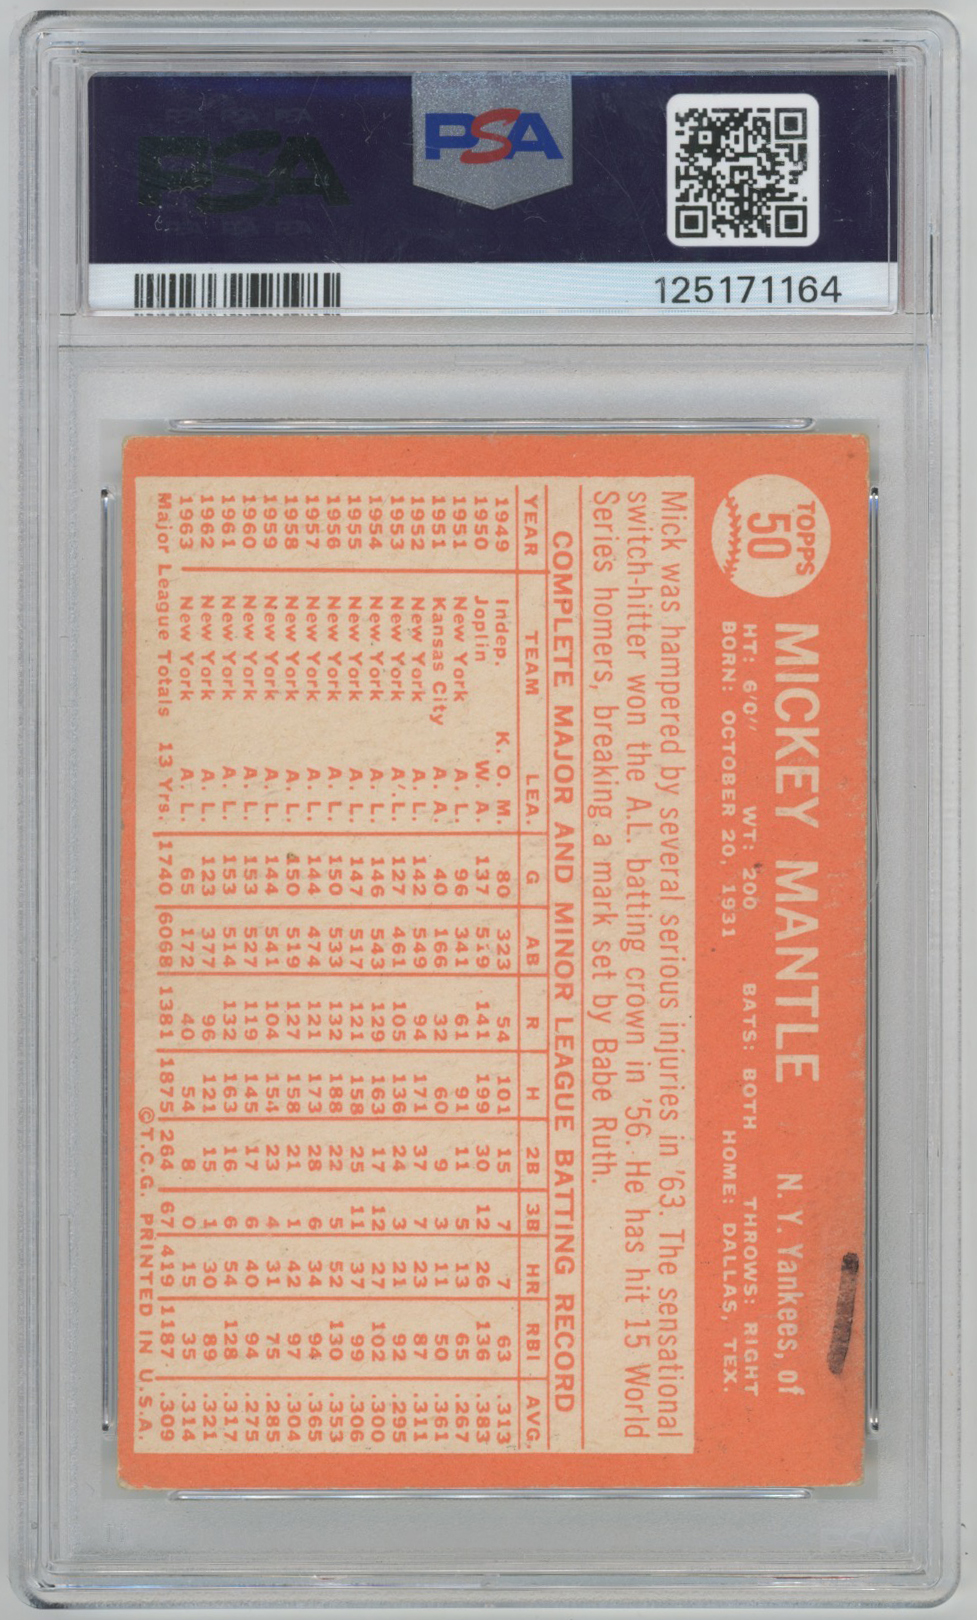 PSA
125171164
TOPPS
50
MICKEY MANTLE N. Y. Yankees, of
HT: 6'0" WT: 200 BATS: BOTH THROWS: RIGHT
BORN: OCTOBER 20, 1931 HOME: DALLAS, TEX.
Mick was hampered by several serious injuries in '63. The sensational
switch-hitter won the A.L. batting crown in '56. He has hit 15 World
Series homers, breaking a mark set by Babe Ruth.
COMPLETE MAJOR AND MINOR LEAGUE BATTING RECORD
YEAR TEAM LEA. G AB R H 2B 3B HR RBI AVG.
1949 Indep. K. O. M. 80 323 54 101 15 7 7 63 .313
1950 Joplin W. A. 137 519 141 199 30 12 26 136 .383
1951 New York A. L. 96 341 61 91 11 5 13 65 .267
1951 Kansas City A. A. 40 166 32 60 9 3 11 50 .361
1952 New York A. L. 142 549 94 171 37 7 23 87 .311
1953 New York A. L. 127 461 105 136 24 3 21 92 .295
1954 New York A. L. 146 543 129 163 17 12 27 102 .300
1955 New York A. L. 147 517 121 158 25 11 37 99 .306
1956 New York A. L. 150 533 132 188 22 5 52 130 .353
1957 New York A. L. 144 474 121 173 28 6 34 94 .365
1958 New York A. L. 150 519 127 158 21 1 42 97 .304
1959 New York A. L. 144 541 104 154 23 4 31 75 .285
1960 New York A. L. 153 527 119 145 17 6 40 94 .275
1961 New York A. L. 153 514 132 163 16 6 54 128 .317
1962 New York A. L. 123 377 96 121 15 1 30 89 .321
1963 New York A. L. 65 172 40 54 8 0 15 35 .314
Major League Totals 13 Yrs. 1740 6068 1381 1875 264 67 419 1187 .309
©T.C.G. PRINTED IN U.S.A.